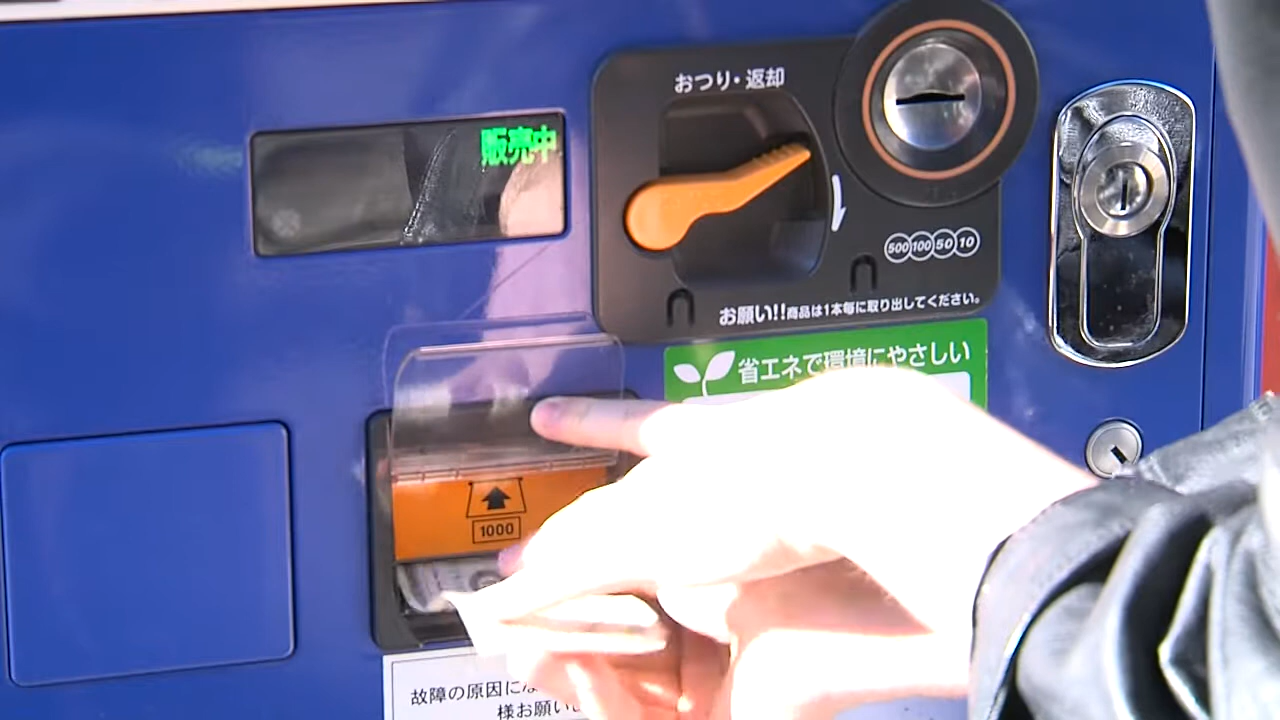 おつり・返却
販売中
500 100 50 10
お願い!!商品は1本毎に取り出してください。
省エネで環境にやさしい
1000
故障の原因にな
様お願い